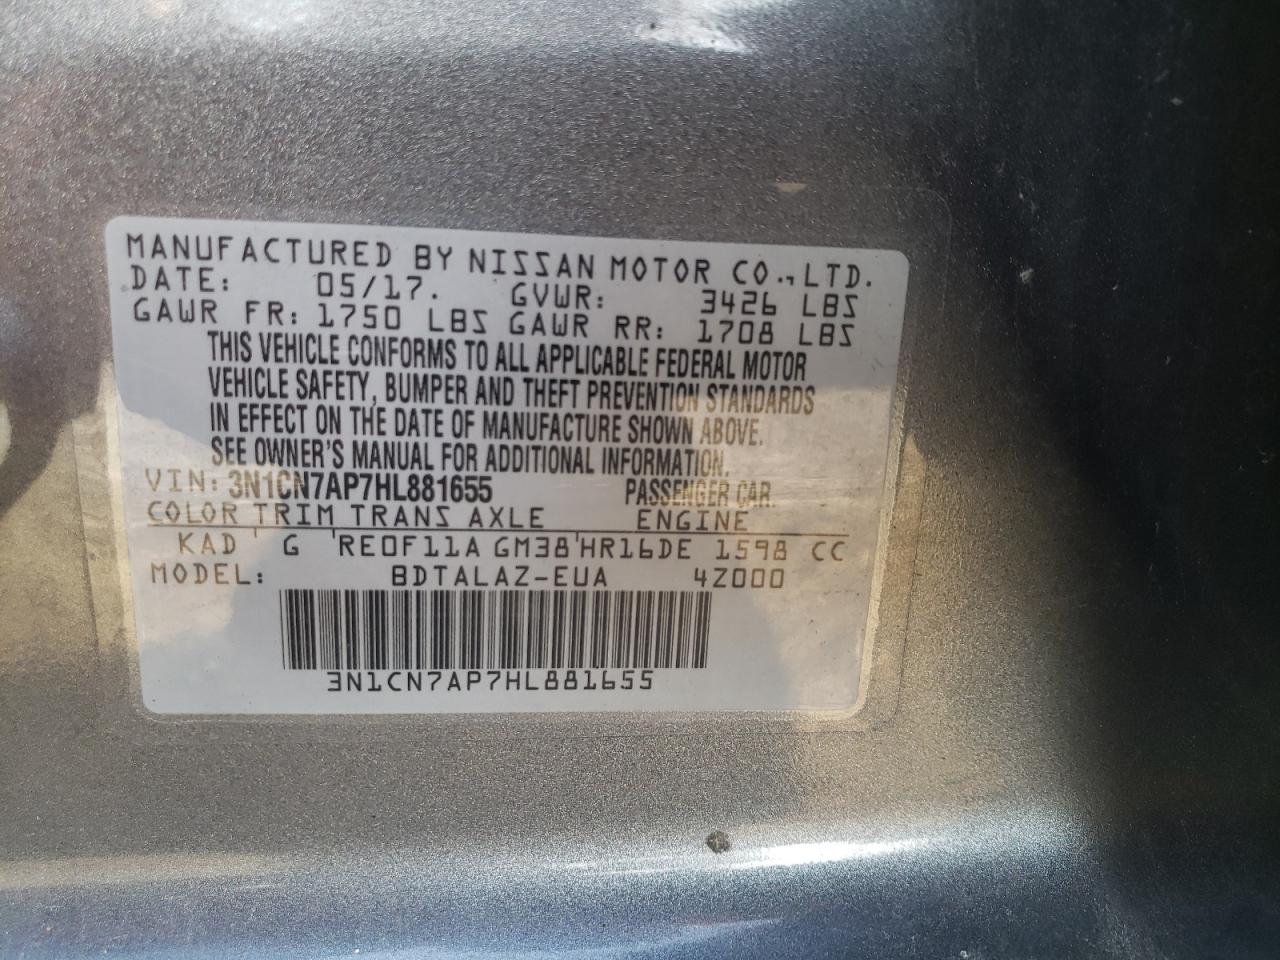 MANUFACTURED BY NISSAN MOTOR CO., LTD.
DATE: 05/17. GVWR: 3426 LBS
GAWR FR: 1750 LBS GAWR RR: 1708 LBS
THIS VEHICLE CONFORMS TO ALL APPLICABLE FEDERAL MOTOR
VEHICLE SAFETY, BUMPER AND THEFT PREVENTION STANDARDS
IN EFFECT ON THE DATE OF MANUFACTURE SHOWN ABOVE.
SEE OWNER'S MANUAL FOR ADDITIONAL INFORMATION.
VIN: 3N1CN7AP7HL881655 PASSENGER CAR.
COLOR TRIM TRANS AXLE ENGINE
KAD ' G 'RE0F11A GM38'HR16DE 1598 CC
MODEL: BDTALAZ-EUA 4Z000
3N1CN7AP7HL881655